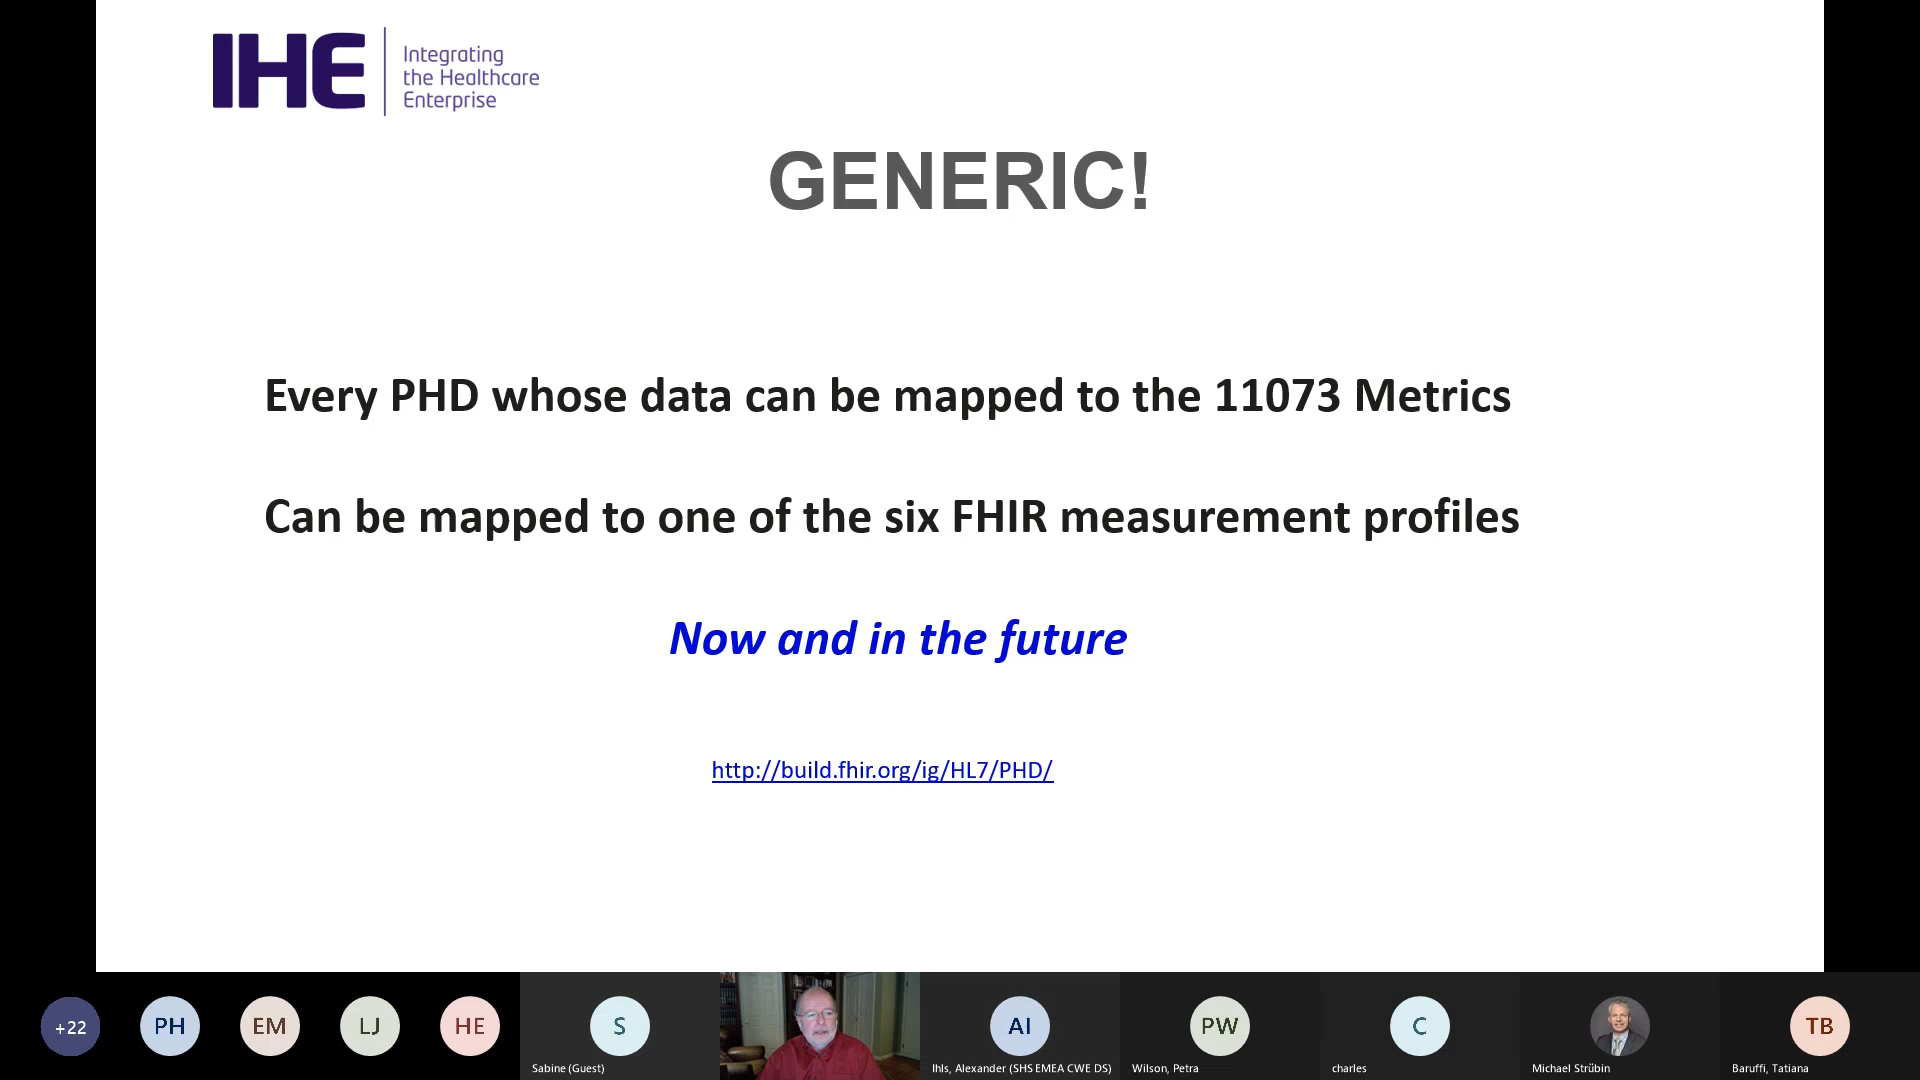 IHE
Integrating
the Healthcare
Enterprise
GENERIC!
Every PHD whose data can be mapped to the 11073 Metrics
Can be mapped to one of the six FHIR measurement profiles
Now and in the future
http://build.fhir.org/ig/HL7/PHD/
+22
PH
EM
LJ
HE
S
AI
PW
C
TB
Sabine (Guest)
Ihls, Alexander (SHS EMEA CWE DS)
Wilson, Petra
charles
Michael Strübin
Baruffi, Tatiana